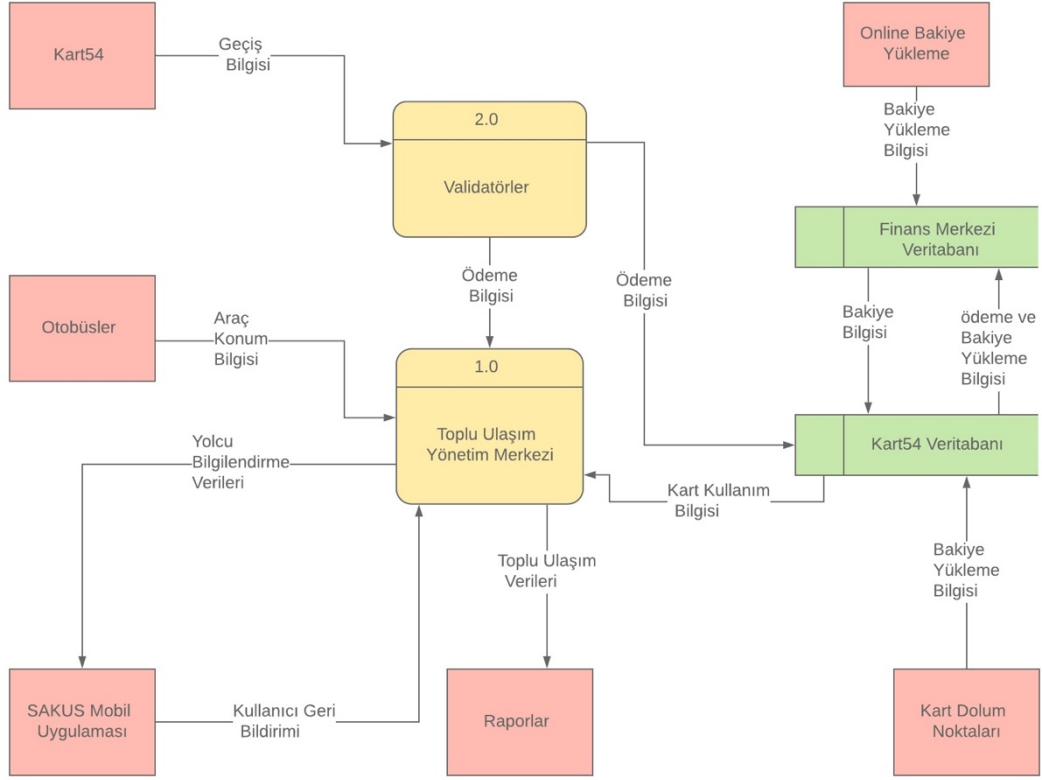 Kart54
Geçiş
Bilgisi
Online Bakiye
Yükleme
2.0
Validatörler
Bakiye
Yükleme
Bilgisi
Finans Merkezi
Veritabanı
Ödeme
Bilgisi
Ödeme
Bilgisi
Otobüsler
Araç
Konum
Bilgisi
Bakiye
Bilgisi
ödeme ve
Bakiye
Yükleme
Bilgisi
1.0
Toplu Ulaşım
Yönetim Merkezi
Kart54 Veritabanı
Yolcu
Bilgilendirme
Verileri
Kart Kullanım
Bilgisi
Toplu Ulaşım
Verileri
Bakiye
Yükleme
Bilgisi
SAKUS Mobil
Uygulaması
Kullanıcı Geri
Bildirimi
Raporlar
Kart Dolum
Noktaları